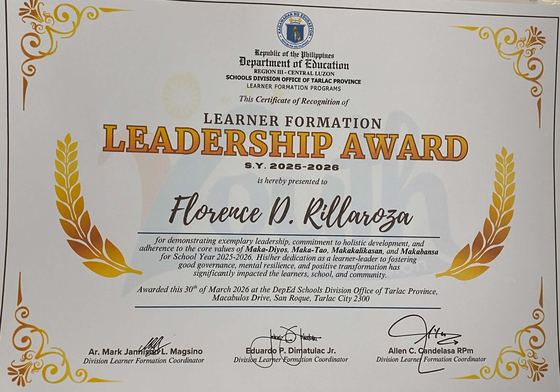 Republic of the Philippines
Department of Education
REGION III - CENTRAL LUZON
SCHOOLS DIVISION OFFICE OF TARLAC PROVINCE
LEARNER FORMATION PROGRAMS
This Certificate of Recognition of
LEARNER FORMATION
LEADERSHIP AWARD
S.Y. 2025-2026
is hereby presented to
Florence D. Rillaroza
for demonstrating exemplary leadership, commitment to holistic development, and
adherence to the core values of Maka-Diyos, Maka-Tao, Makakalikasan, and Makabansa
for School Year 2025-2026. His/her dedication as a learner-leader to fostering
good governance, mental resilience, and positive transformation has
significantly impacted the learners, school, and community.
Awarded this 30th of March 2026 at the DepEd Schools Division Office of Tarlac Province,
Macabulos Drive, San Roque, Tarlac City 2300
Ar. Mark L. Magsino
Division Learner Formation Coordinator
Eduardo P. Dimatulac Jr.
Division Learner Formation Coordinator
Allen C. Candelasa RPm
Division Learner Formation Coordinator